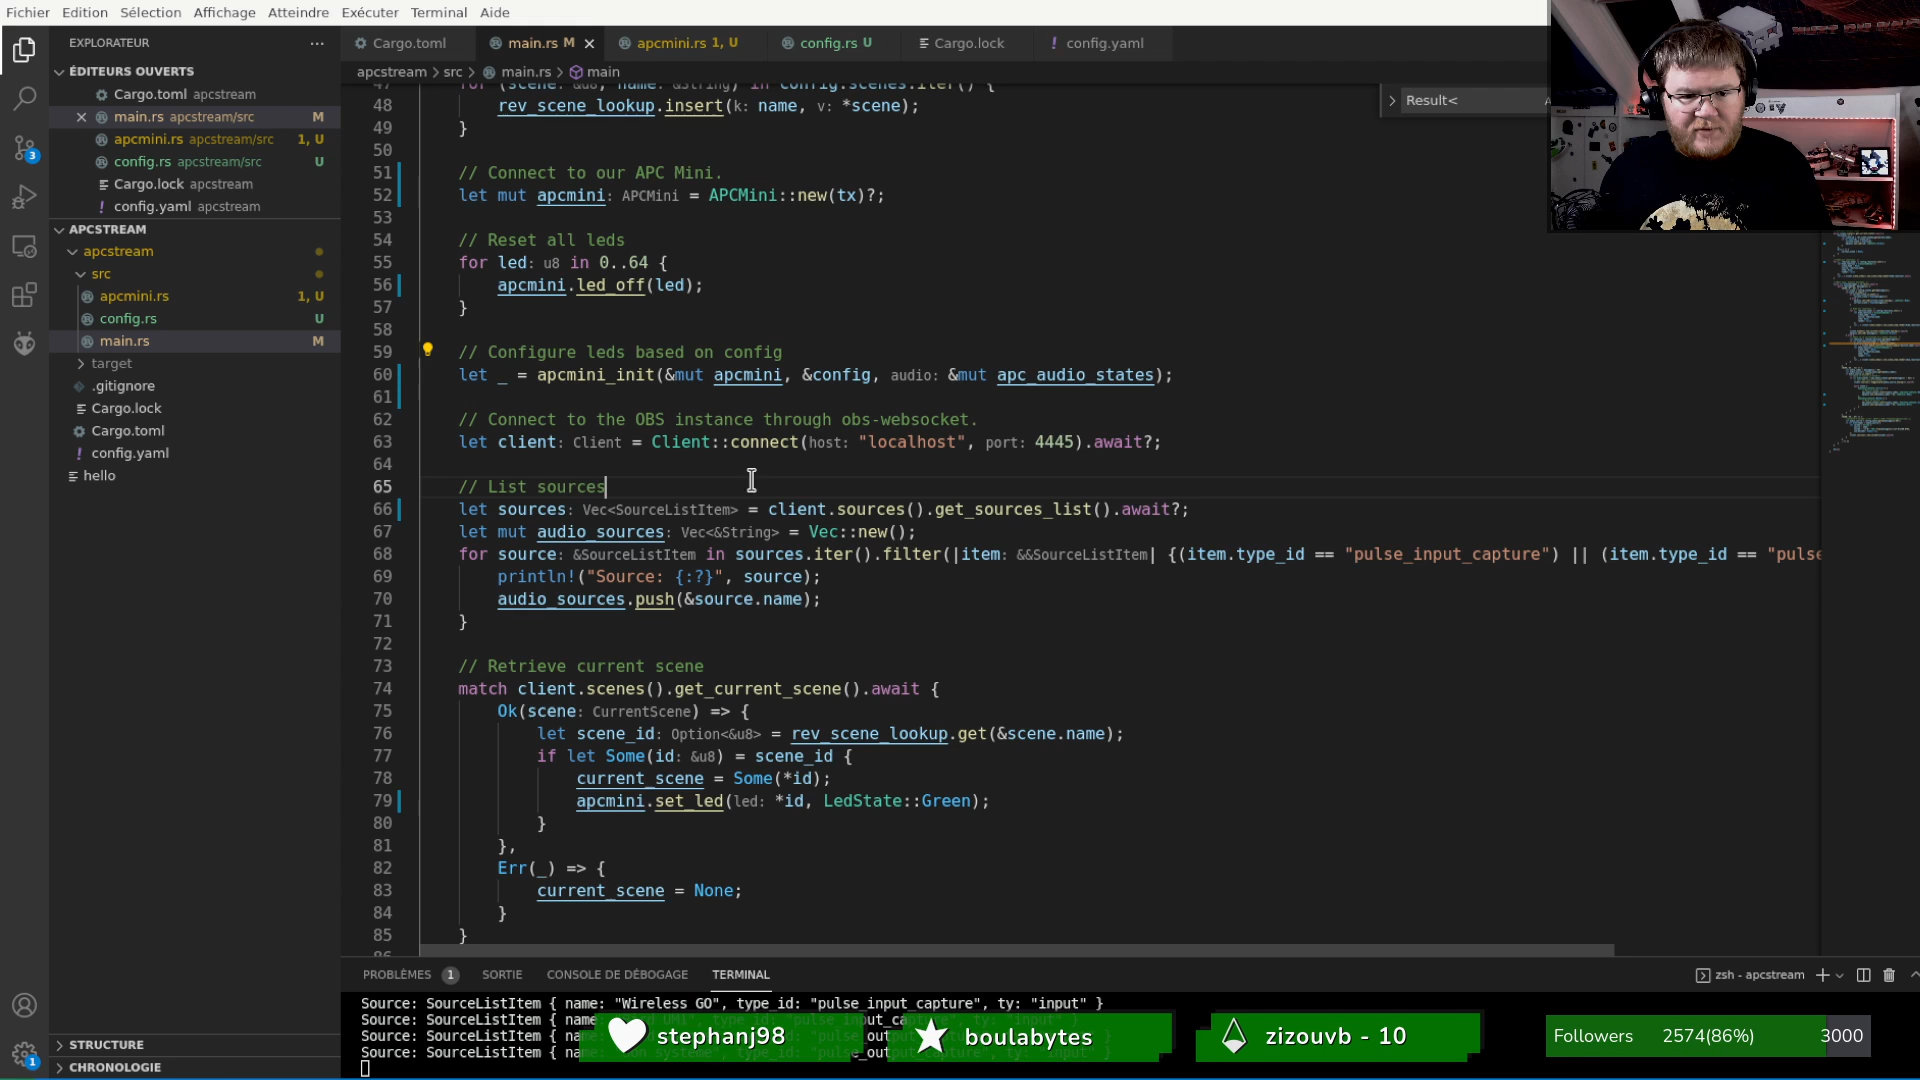 Fichier Edition Sélection Affichage Atteindre Exécuter Terminal Aide
EXPLORATEUR
ÉDITEURS OUVERTS
Cargo.toml apcstream
main.rs apcstream/src M
apcmini.rs apcstream/src 1, U
config.rs apcstream/src U
Cargo.lock apcstream
config.yaml apcstream
APCSTREAM
apcstream
src
apcmini.rs 1, U
config.rs U
main.rs M
target
.gitignore
Cargo.lock
Cargo.toml
config.yaml
hello
STRUCTURE
CHRONOLOGIE
3
1
Cargo.toml main.rs M apcmini.rs 1, U config.rs U Cargo.lock config.yaml
apcstream > src > main.rs > main
Result<
47 for (scene: &u8, name: &String) in config.scenes.iter() {
48 rev_scene_lookup.insert(k: name, v: *scene);
49 }
50
51 // Connect to our APC Mini.
52 let mut apcmini: APCMini = APCMini::new(tx)?;
53
54 // Reset all leds
55 for led: u8 in 0..64 {
56 apcmini.led_off(led);
57 }
58
59 // Configure leds based on config
60 let _ = apcmini_init(&mut apcmini, &config, audio: &mut apc_audio_states);
61
62 // Connect to the OBS instance through obs-websocket.
63 let client: Client = Client::connect(host: "localhost", port: 4445).await?;
64
65 // List sources
66 let sources: Vec<SourceListItem> = client.sources().get_sources_list().await?;
67 let mut audio_sources: Vec<&String> = Vec::new();
68 for source: &SourceListItem in sources.iter().filter(|item: &&SourceListItem| {(item.type_id == "pulse_input_capture") || (item.type_id == "pulse
69 println!("Source: {:?}", source);
70 audio_sources.push(&source.name);
71 }
72
73 // Retrieve current scene
74 match client.scenes().get_current_scene().await {
75 Ok(scene: CurrentScene) => {
76 let scene_id: Option<&u8> = rev_scene_lookup.get(&scene.name);
77 if let Some(id: &u8) = scene_id {
78 current_scene = Some(*id);
79 apcmini.set_led(led: *id, LedState::Green);
80 }
81 },
82 Err(_) => {
83 current_scene = None;
84 }
85 }
PROBLÈMES 1 SORTIE CONSOLE DE DÉBOGAGE TERMINAL
zsh - apcstream
Source: SourceListItem { name: "Wireless GO", type_id: "pulse_input_capture", ty: "input" }
Source: SourceListItem { name
Source: SourceListItem { name
Source: SourceListItem { name
stephanj98
boulabytes
zizouvb - 10
Followers 2574(86%) 3000